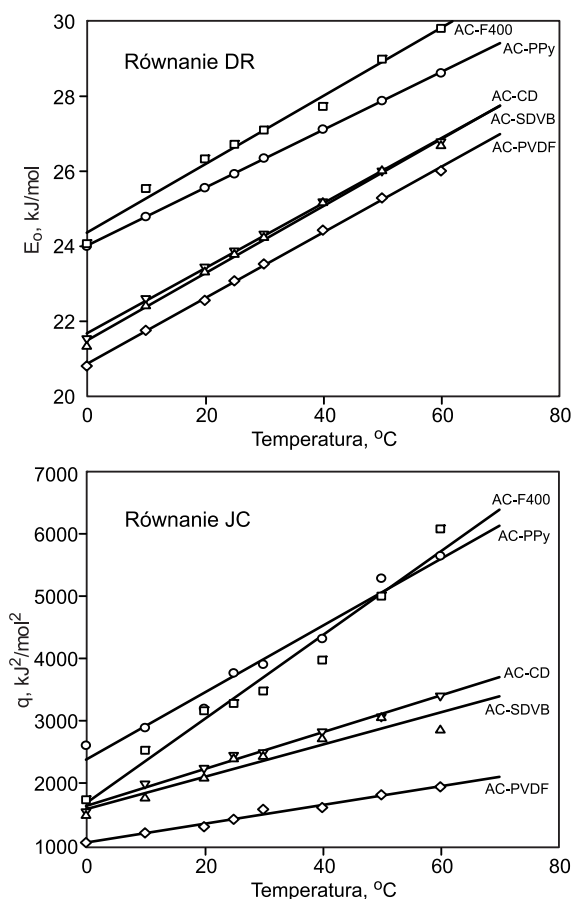 30
28
26
24
22
20
E₀, kJ/mol
Równanie DR
AC-F400
AC-PPy
AC-CD
AC-SDVB
AC-PVDF
0
20
40
60
80
Temperatura, °C
7000
6000
5000
4000
3000
2000
1000
q, kJ²/mol²
Równanie JC
AC-F400
AC-PPy
AC-CD
AC-SDVB
AC-PVDF
0
20
40
60
80
Temperatura, °C